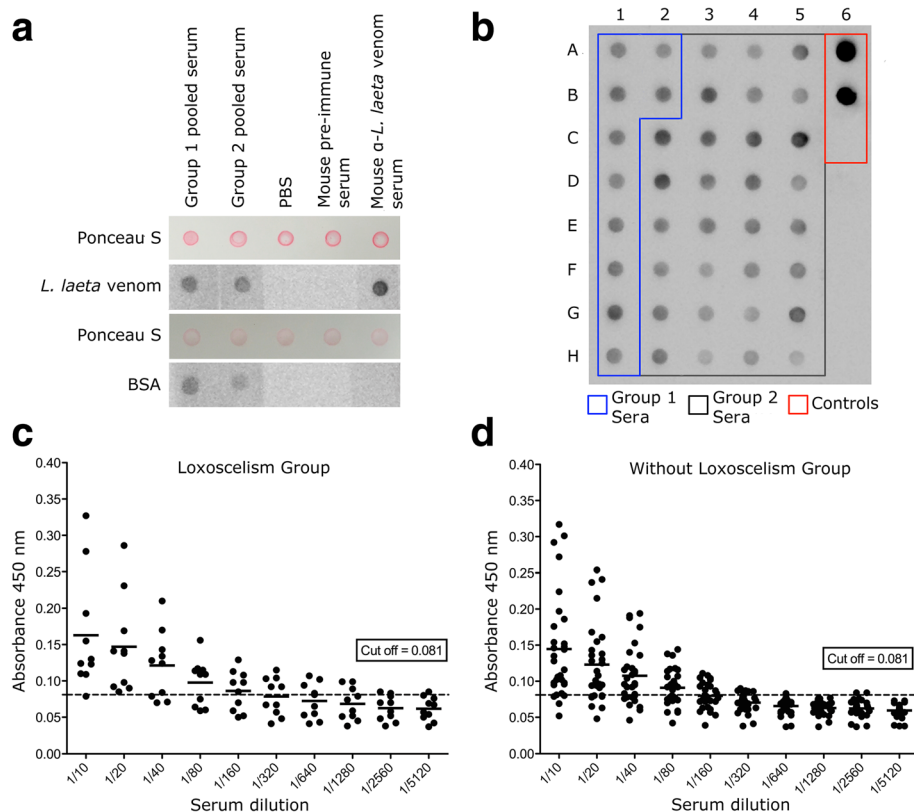 a
Group 1 pooled serum
Group 2 pooled serum
PBS
Mouse pre-immune
serum
Mouse α-L. laeta venom
serum
Ponceau S
L. laeta venom
Ponceau S
BSA
b
1 2 3 4 5 6
A
B
C
D
E
F
G
H
Group 1
Sera
Group 2
Sera
Controls
c
Loxoscelism Group
Absorbance 450 nm
0.40
0.35
0.30
0.25
0.20
0.15
0.10
0.05
0.00
Cut off = 0.081
1/10 1/20 1/40 1/80 1/160 1/320 1/640 1/1280 1/2560 1/5120
Serum dilution
d
Without Loxoscelism Group
Absorbance 450 nm
0.40
0.35
0.30
0.25
0.20
0.15
0.10
0.05
0.00
Cut off = 0.081
1/10 1/20 1/40 1/80 1/160 1/320 1/640 1/1280 1/2560 1/5120
Serum dilution